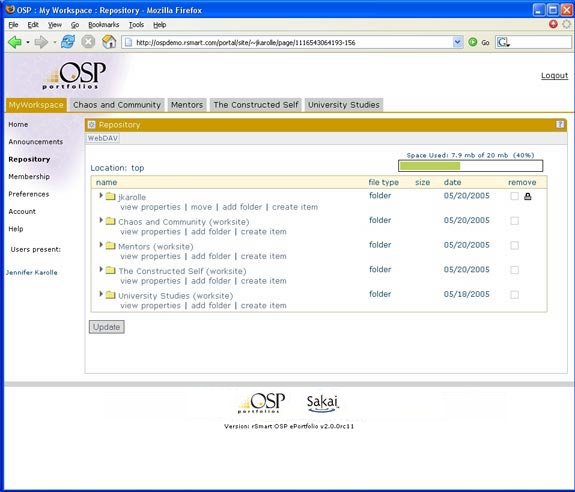 OSP : My Workspace : Repository - Mozilla Firefox
File Edit View Go Bookmarks Tools Help
http://ospdemo.rsmart.com/portal/site/~jkarolle/page/1116543064193-156 Go G
OSP
portfolios
Logout
MyWorkspace Chaos and Community Mentors The Constructed Self University Studies
Home
Announcements
Repository
Membership
Preferences
Account
Help
Users present:
Jennifer Karolle
Repository ?
WebDAV
Space Used: 7.9 mb of 20 mb (40%)
Location: top
name file type size date remove
jkarolle folder 05/20/2005
view properties | move | add folder | create item
Chaos and Community (worksite) folder 05/20/2005
view properties | add folder | create item
Mentors (worksite) folder 05/20/2005
view properties | add folder | create item
The Constructed Self (worksite) folder 05/20/2005
view properties | add folder | create item
University Studies (worksite) folder 05/18/2005
view properties | add folder | create item
Update
OSP
portfolios
Sakai
Version: rSmart OSP ePortfolio v2.0.0rc11